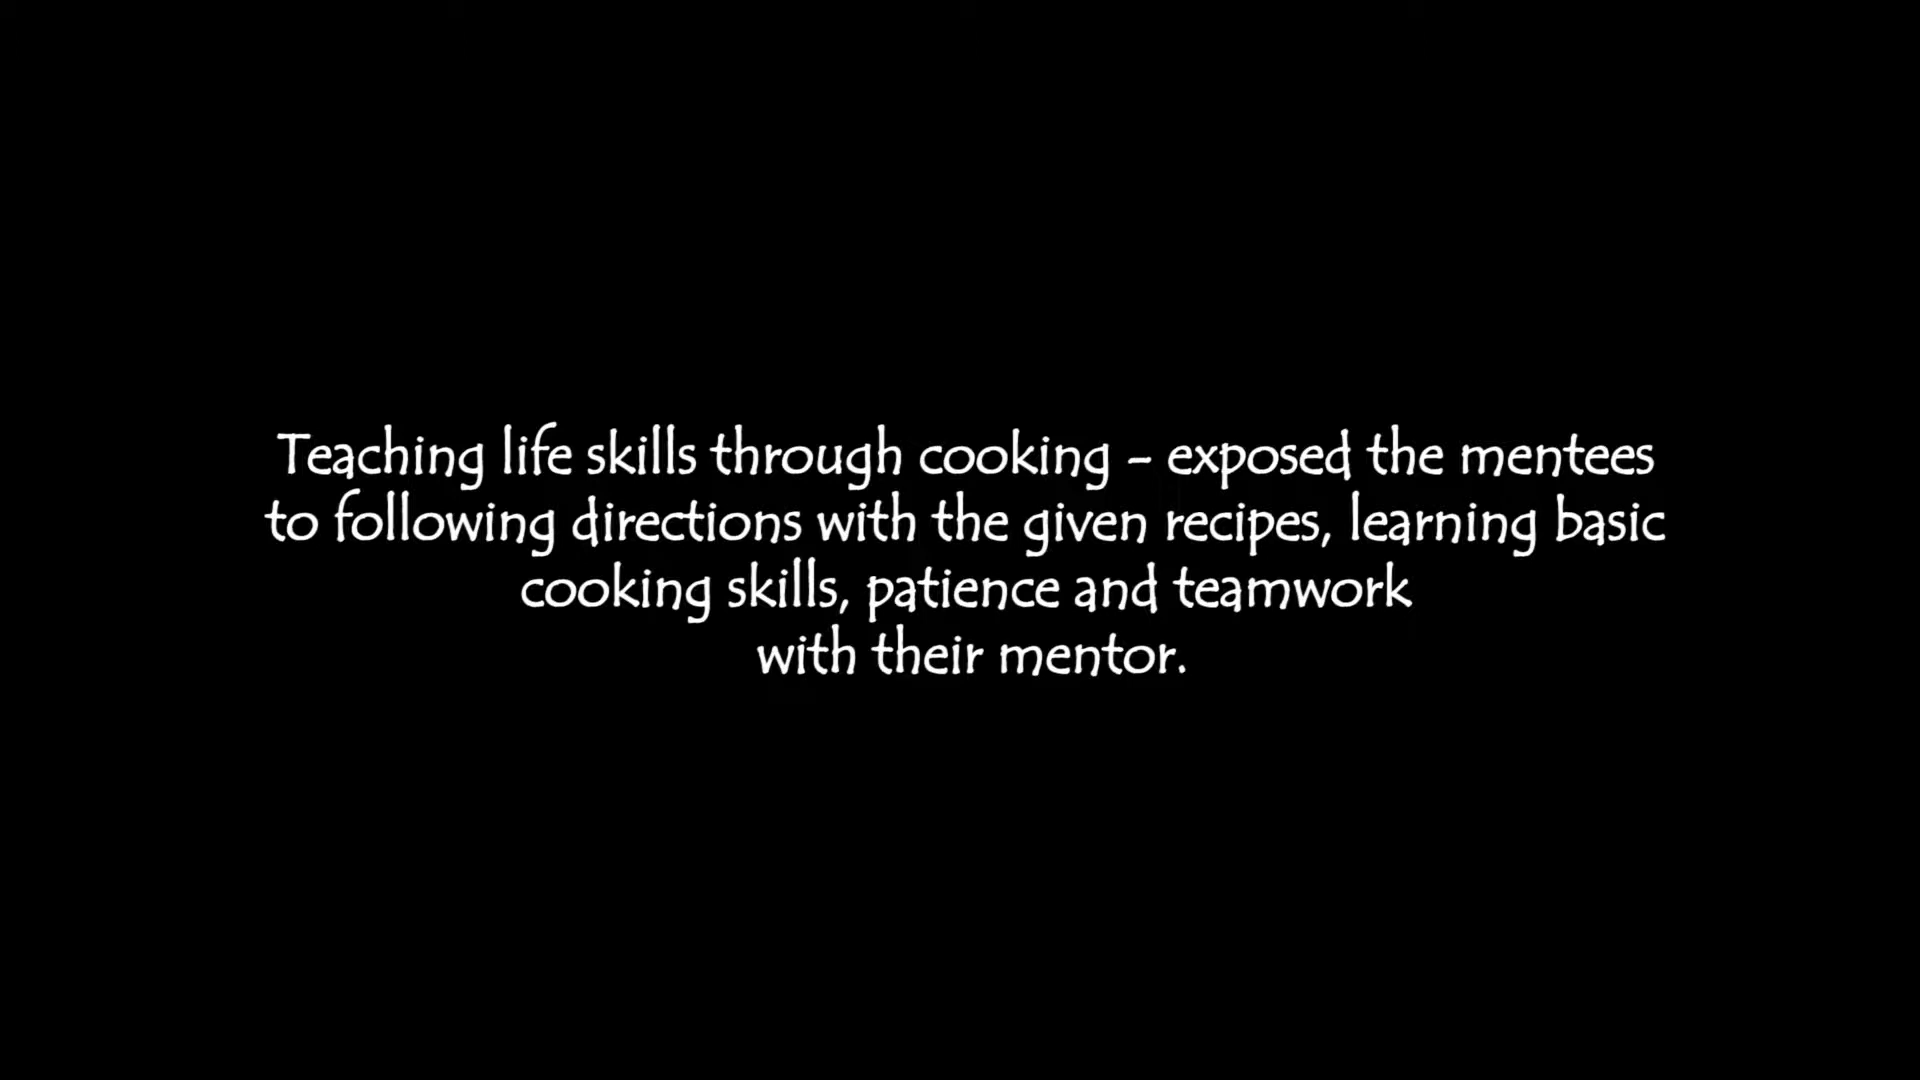 Teaching life skills through cooking - exposed the mentees
to following directions with the given recipes, learning basic
cooking skills, patience and teamwork
with their mentor.